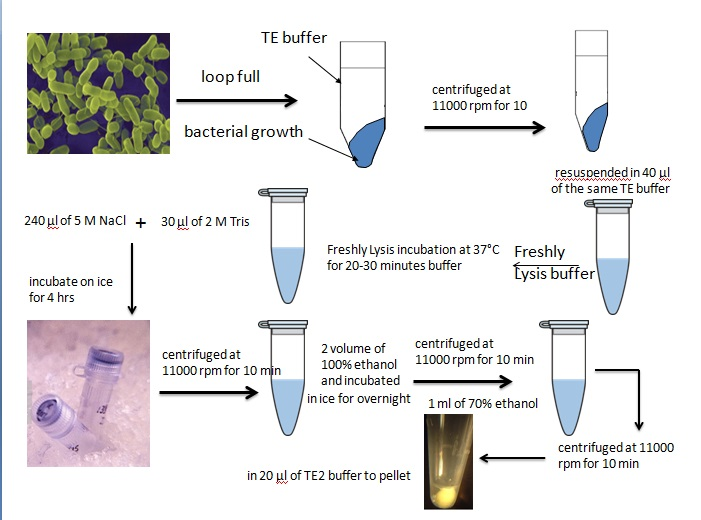 TE buffer
loop full
bacterial growth
centrifuged at
11000 rpm for 10
resuspended in 40 µl
of the same TE buffer
240 µl of 5 M NaCl + 30 µl of 2 M Tris
Freshly Lysis incubation at 37°C
for 20-30 minutes buffer
Freshly
Lysis buffer
incubate on ice
for 4 hrs
centrifuged at
11000 rpm for 10 min
2 volume of
100% ethanol
and incubated
in ice for overnight
centrifuged at
11000 rpm for 10 min
1 ml of 70% ethanol
centrifuged at 11000
rpm for 10 min
in 20 µl of TE2 buffer to pellet